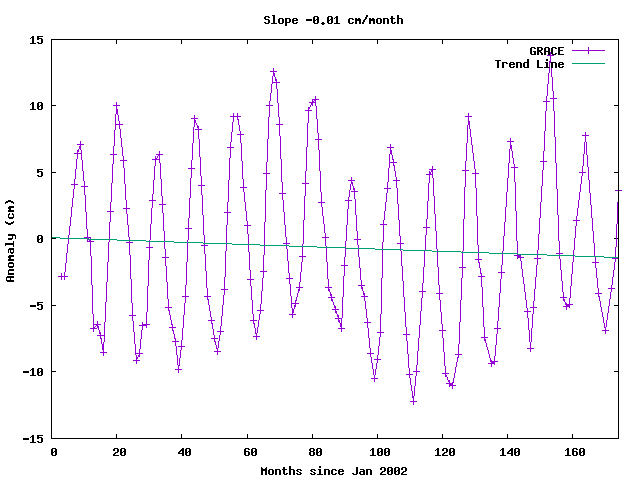 Slope -0.01 cm/month
GRACE
Trend Line
15
10
5
0
-5
-10
-15
Anomaly (cm)
0 20 40 60 80 100 120 140 160
Months since Jan 2002